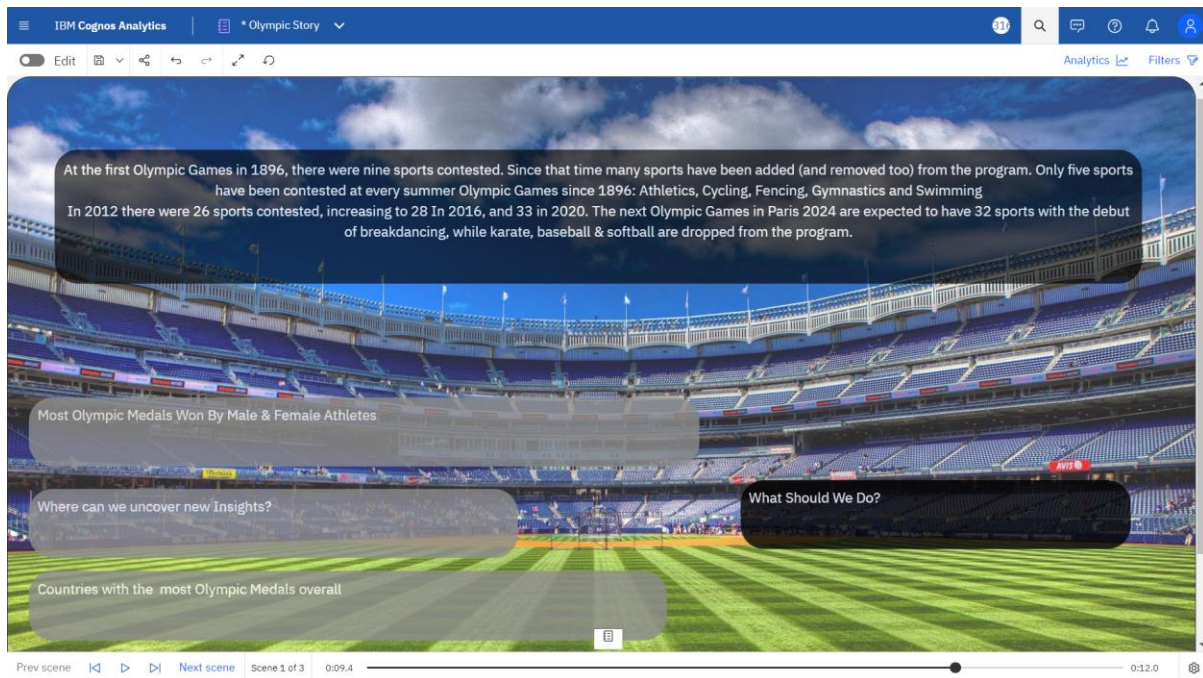 IBM Cognos Analytics
* Olympic Story
316
Edit
Analytics
Filters
At the first Olympic Games in 1896, there were nine sports contested. Since that time many sports have been added (and removed too) from the program. Only five sports
have been contested at every summer Olympic Games since 1896: Athletics, Cycling, Fencing, Gymnastics and Swimming
In 2012 there were 26 sports contested, increasing to 28 In 2016, and 33 in 2020. The next Olympic Games in Paris 2024 are expected to have 32 sports with the debut
of breakdancing, while karate, baseball & softball are dropped from the program.
Most Olympic Medals Won By Male & Female Athletes
AVIS
Where can we uncover new Insights?
What Should We Do?
Countries with the most Olympic Medals overall
Prev scene
Next scene
Scene 1 of 3
0:09.4
0:12.0